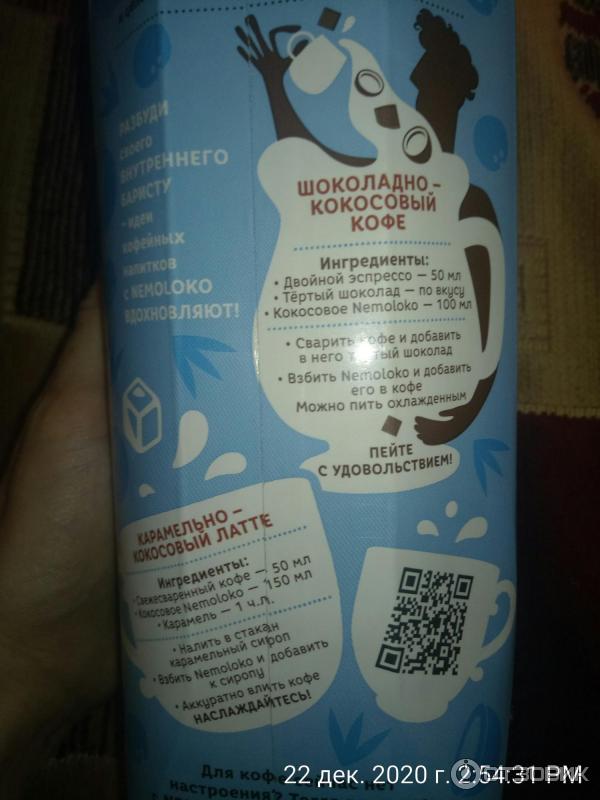 РАЗБУДИ
своего
ВНУТРЕННЕГО
БАРИСТУ
– идеи
кофейных
напитков
с NEMOLOKO
ВДОХНОВЛЯЮТ!
ШОКОЛАДНО –
КОКОСОВЫЙ
КОФЕ
Ингредиенты:
• Двойной эспрессо — 50 мл
• Тёртый шоколад — по вкусу
• Кокосовое Nemoloko — 100 мл
• Сварить кофе и добавить
в него тёртый шоколад
• Взбить Nemoloko и добавить
его в кофе
Можно пить охлажденным
ПЕЙТЕ
С УДОВОЛЬСТВИЕМ!
КАРАМЕЛЬНО –
КОКОСОВЫЙ ЛАТТЕ
Ингредиенты:
• Свежесваренный кофе — 50 мл
• Кокосовое Nemoloko — 150 мл
• Карамель — 1 ч.л.
• Налить в стакан
карамельный сироп
• Взбить Nemoloko и добавить
к сиропу
• Аккуратно влить кофе
НАСЛАЖДАЙТЕСЬ!
Для кофе сейчас нет
настроения?
22 дек. 2020 г. 2:54:31 PM